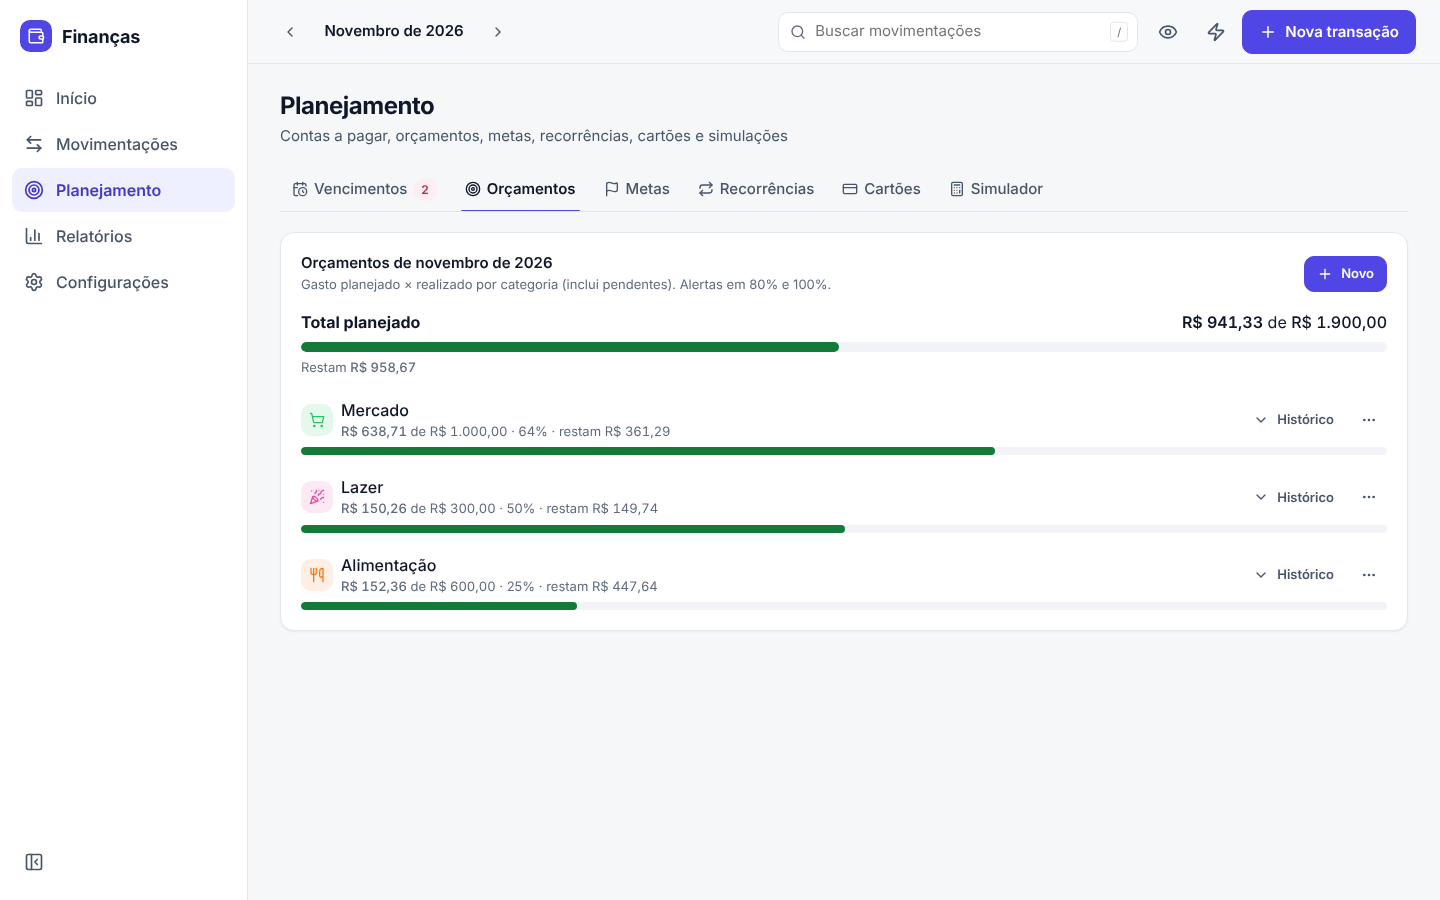 Finanças
Início
Movimentações
Planejamento
Relatórios
Configurações
Novembro de 2026
Buscar movimentações
/
Nova transação
Planejamento
Contas a pagar, orçamentos, metas, recorrências, cartões e simulações
Vencimentos 2 Orçamentos Metas Recorrências Cartões Simulador
Orçamentos de novembro de 2026
Gasto planejado × realizado por categoria (inclui pendentes). Alertas em 80% e 100%.
Novo
Total planejado R$ 941,33 de R$ 1.900,00
Restam R$ 958,67
Mercado
R$ 638,71 de R$ 1.000,00 · 64% · restam R$ 361,29
Histórico
Lazer
R$ 150,26 de R$ 300,00 · 50% · restam R$ 149,74
Histórico
Alimentação
R$ 152,36 de R$ 600,00 · 25% · restam R$ 447,64
Histórico